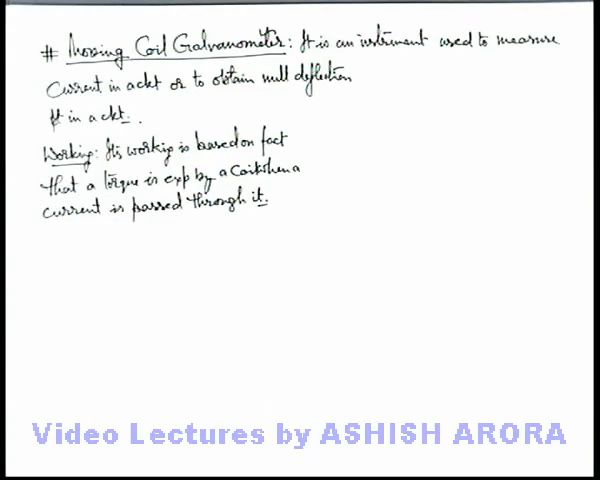 # Moving Coil Galvanometer: It is an instrument used to measure
Current in a ckt or to obtain null deflection
pt in a ckt.
Working: Its workig is based on fact
that a torque is exp by a Coil when a
current is passed through it.
Video Lectures by ASHISH ARORA